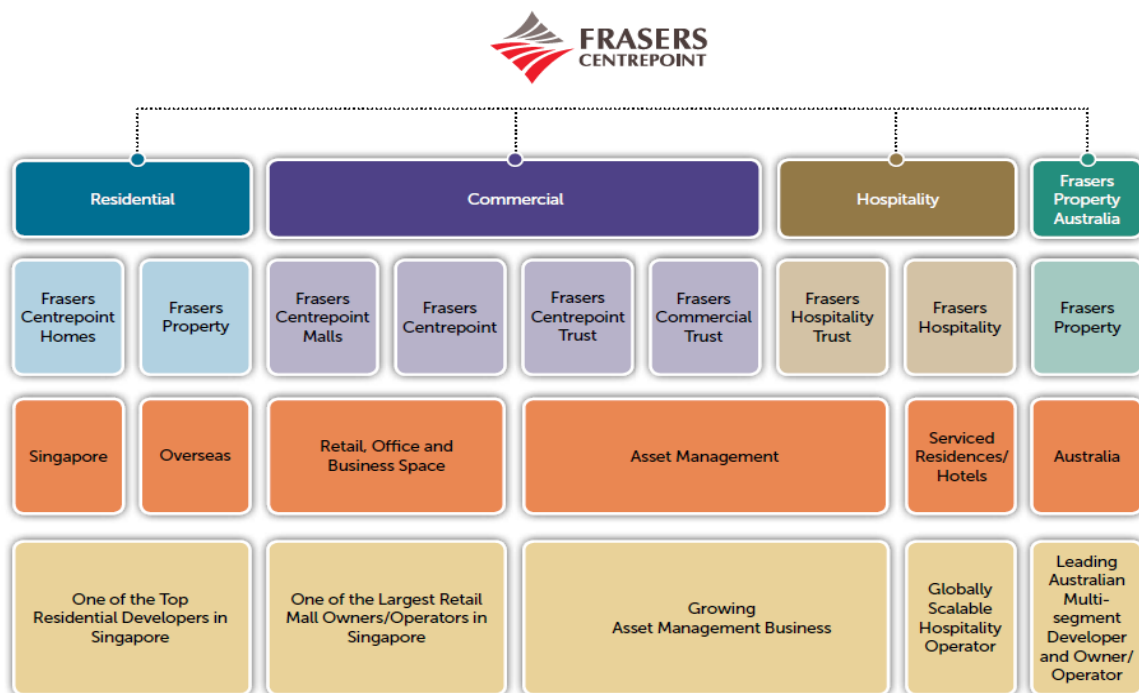 FRASERS
CENTREPOINT
Residential
Commercial
Hospitality
Frasers
Property
Australia
Frasers
Centrepoint
Homes
Frasers
Property
Frasers
Centrepoint
Malls
Frasers
Centrepoint
Frasers
Centrepoint
Trust
Frasers
Commercial
Trust
Frasers
Hospitality
Trust
Frasers
Hospitality
Frasers
Property
Singapore
Overseas
Retail, Office and
Business Space
Asset Management
Serviced
Residences/
Hotels
Australia
One of the Top
Residential Developers in
Singapore
One of the Largest Retail
Mall Owners/Operators in
Singapore
Growing
Asset Management Business
Globally
Scalable
Hospitality
Operator
Leading
Australian
Multi-
segment
Developer
and Owner/
Operator